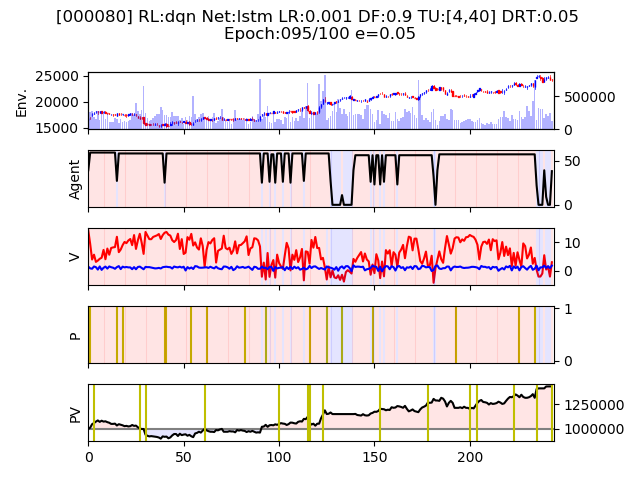 [000080] RL:dqn Net:lstm LR:0.001 DF:0.9 TU:[4,40] DRT:0.05
Epoch:095/100 e=0.05
Env.
25000
20000
15000
500000
0
Agent
50
0
V
10
0
P
1
0
PV
1250000
1000000
0 50 100 150 200